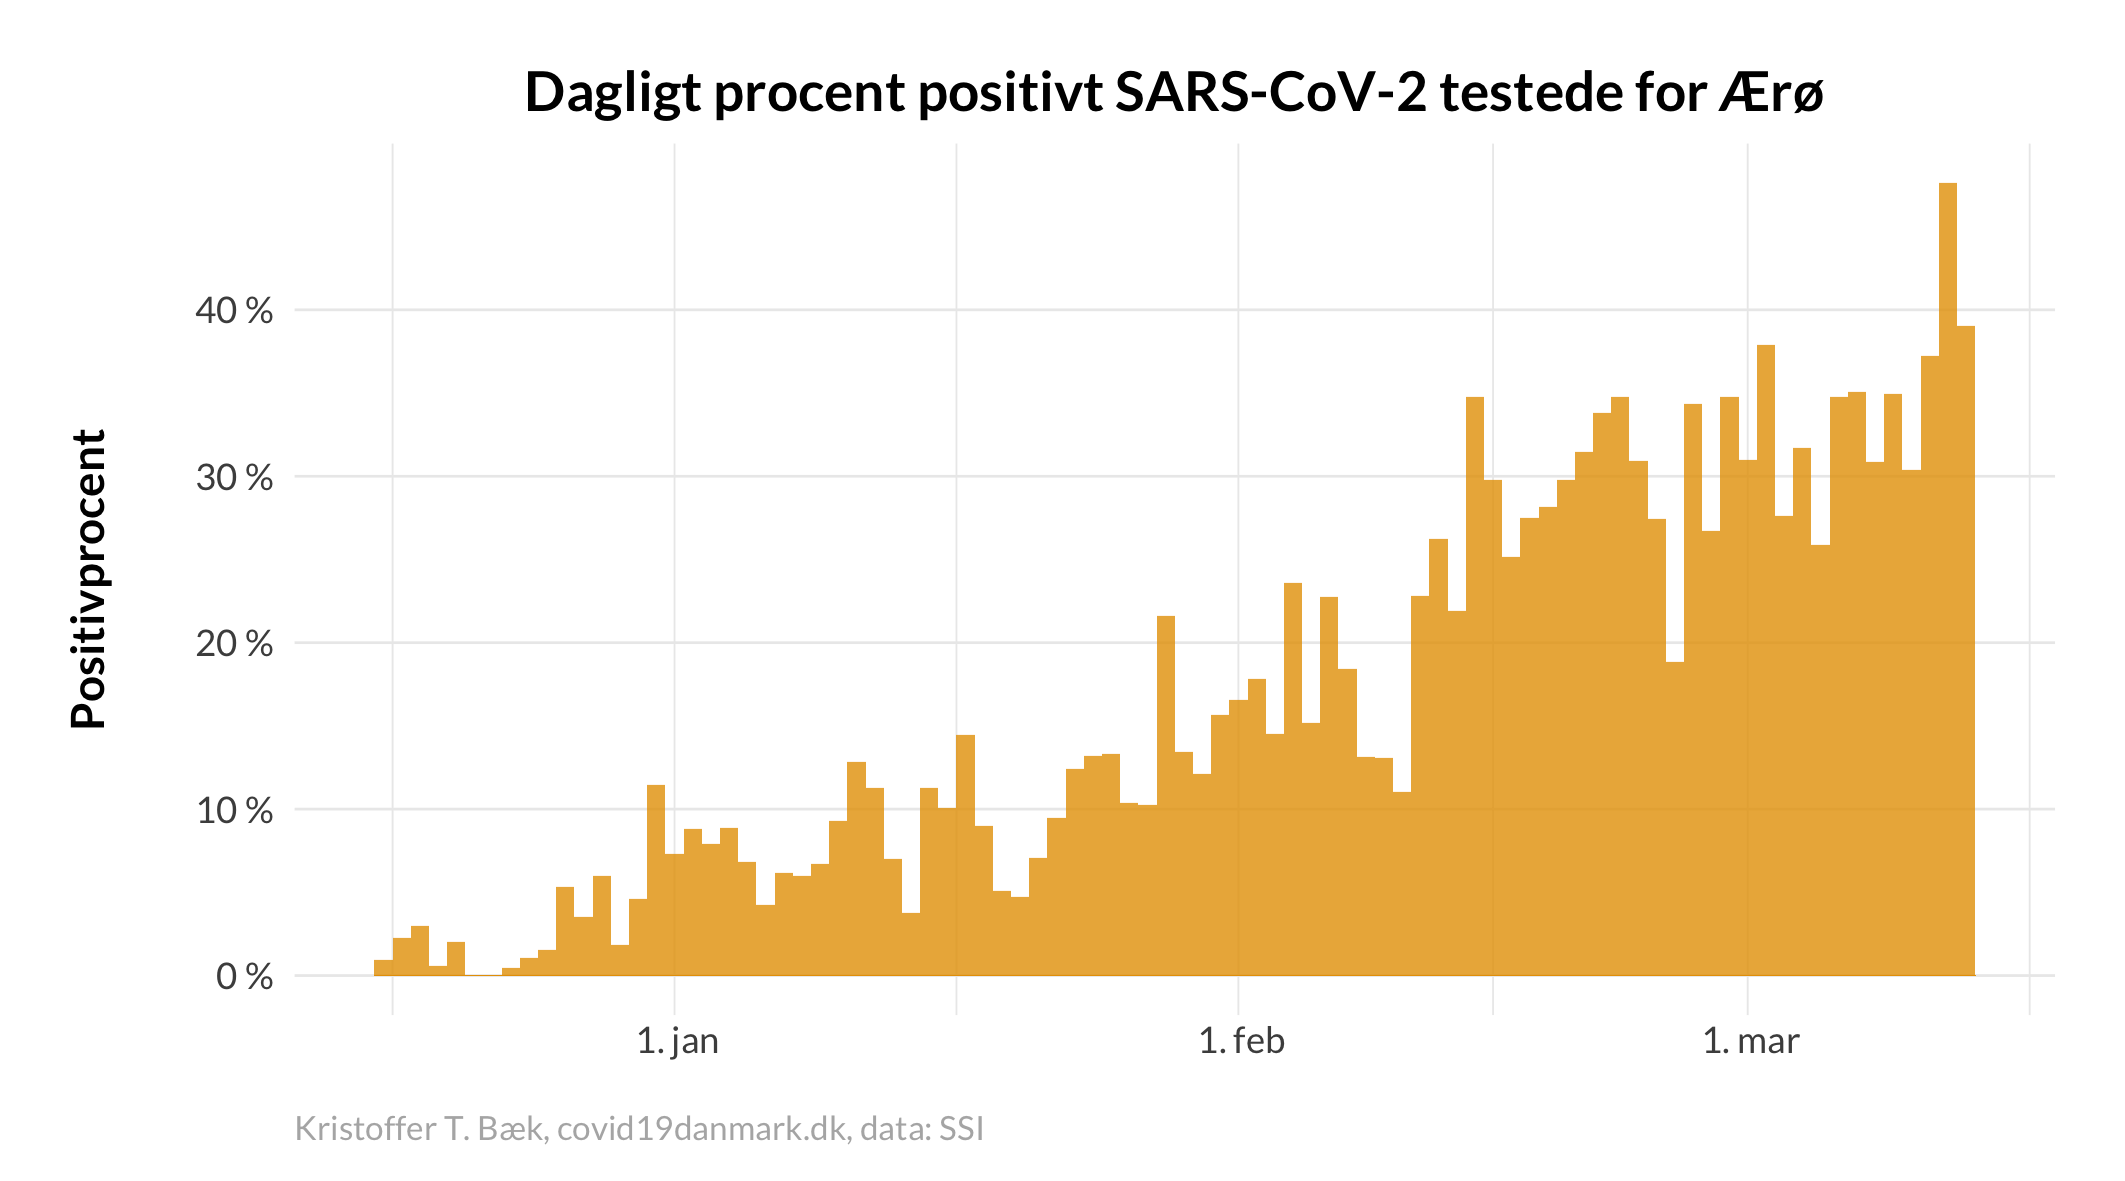 Dagligt procent positivt SARS-CoV-2 testede for Ærø
Positivprocent
40 %
30 %
20 %
10 %
0 %
1. jan
1. feb
1. mar
Kristoffer T. Bæk, covid19danmark.dk, data: SSI